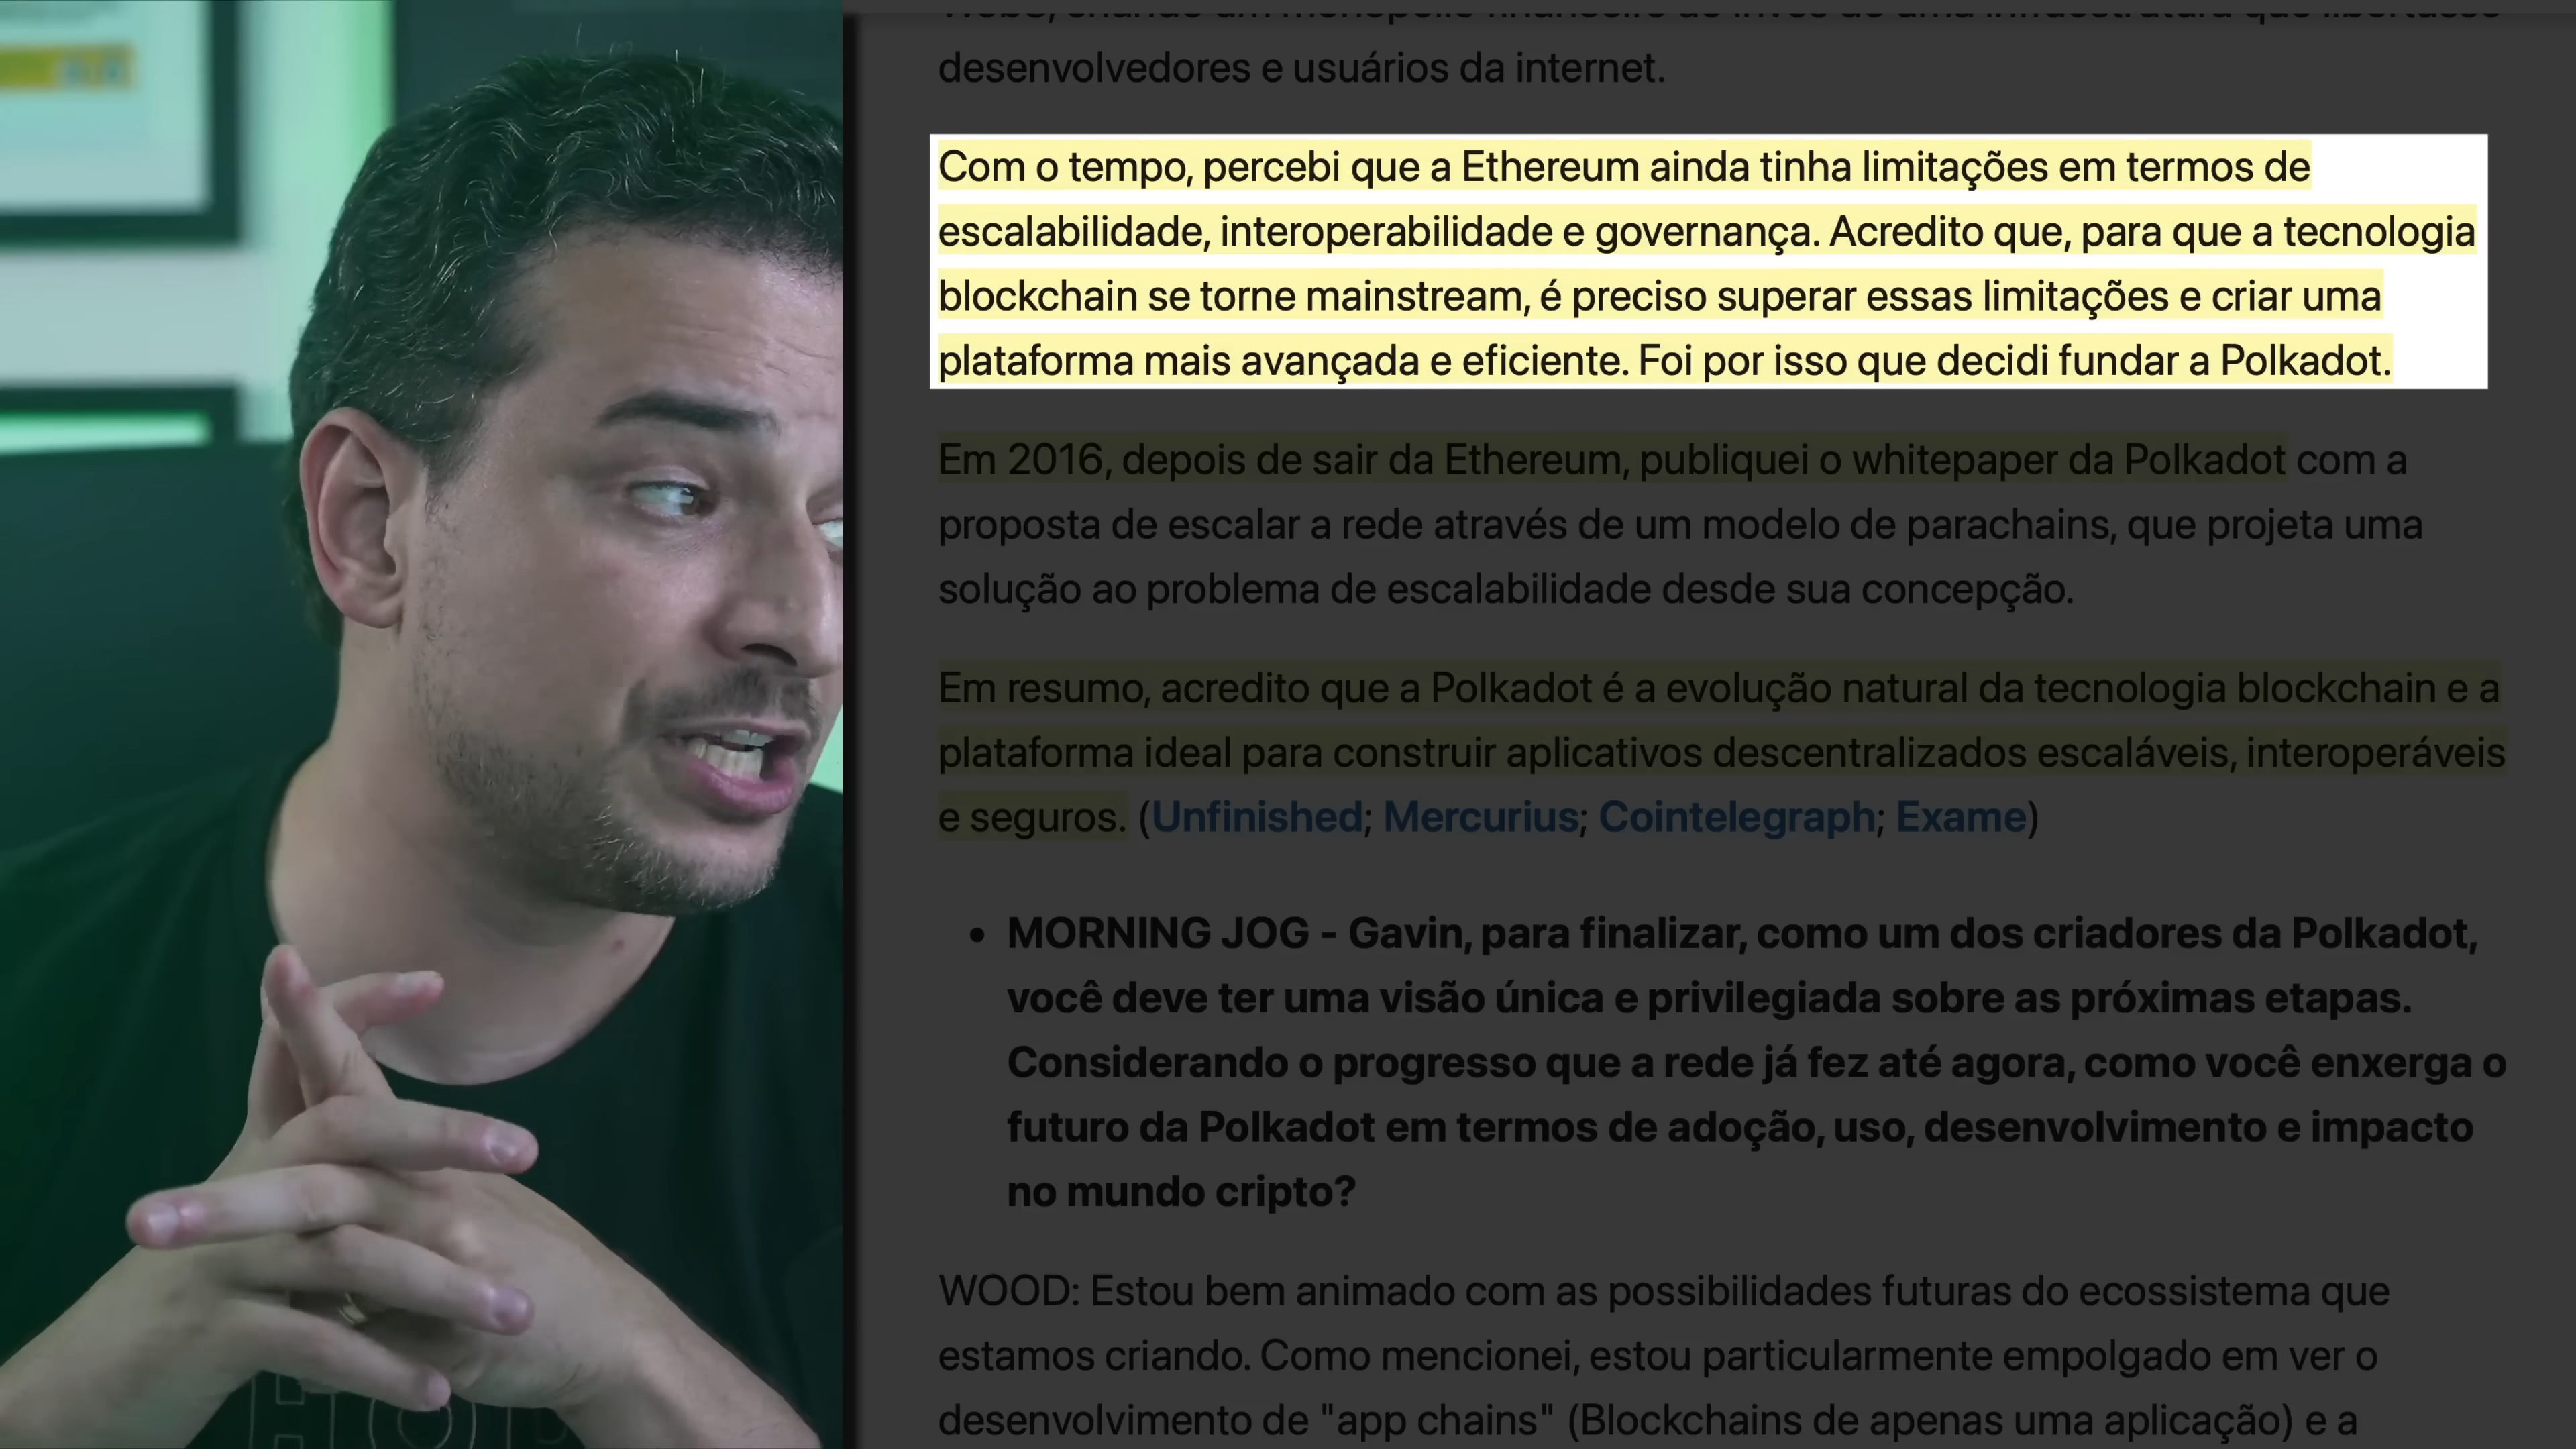 desenvolvedores e usuários da internet.
Com o tempo, percebi que a Ethereum ainda tinha limitações em termos de
escalabilidade, interoperabilidade e governança. Acredito que, para que a tecnologia
blockchain se torne mainstream, é preciso superar essas limitações e criar uma
plataforma mais avançada e eficiente. Foi por isso que decidi fundar a Polkadot.
Em 2016, depois de sair da Ethereum, publiquei o whitepaper da Polkadot com a
proposta de escalar a rede através de um modelo de parachains, que projeta uma
solução ao problema de escalabilidade desde sua concepção.
Em resumo, acredito que a Polkadot é a evolução natural da tecnologia blockchain e a
plataforma ideal para construir aplicativos descentralizados escaláveis, interoperáveis
e seguros. (Unfinished; Mercurius; Cointelegraph; Exame)
• MORNING JOG - Gavin, para finalizar, como um dos criadores da Polkadot,
você deve ter uma visão única e privilegiada sobre as próximas etapas.
Considerando o progresso que a rede já fez até agora, como você enxerga o
futuro da Polkadot em termos de adoção, uso, desenvolvimento e impacto
no mundo cripto?
WOOD: Estou bem animado com as possibilidades futuras do ecossistema que
estamos criando. Como mencionei, estou particularmente empolgado em ver o
desenvolvimento de "app chains" (Blockchains de apenas uma aplicação) e a